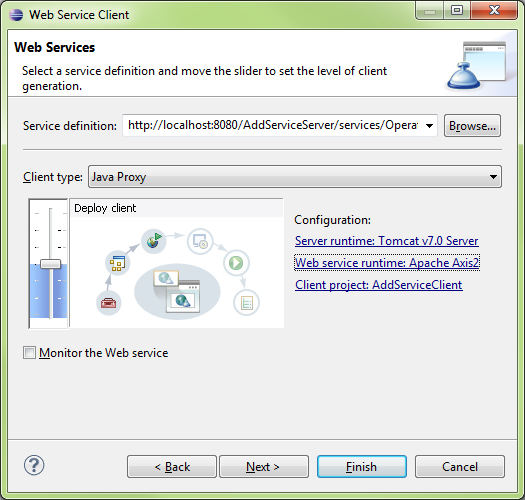 Web Service Client
Web Services
Select a service definition and move the slider to set the level of client
generation.
Service definition: http://localhost:8080/AddServiceServer/services/Opera Browse...
Client type: Java Proxy
Deploy client
Configuration:
Server runtime: Tomcat v7.0 Server
Web service runtime: Apache Axis2
Client project: AddServiceClient
Monitor the Web service
? < Back Next > Finish Cancel